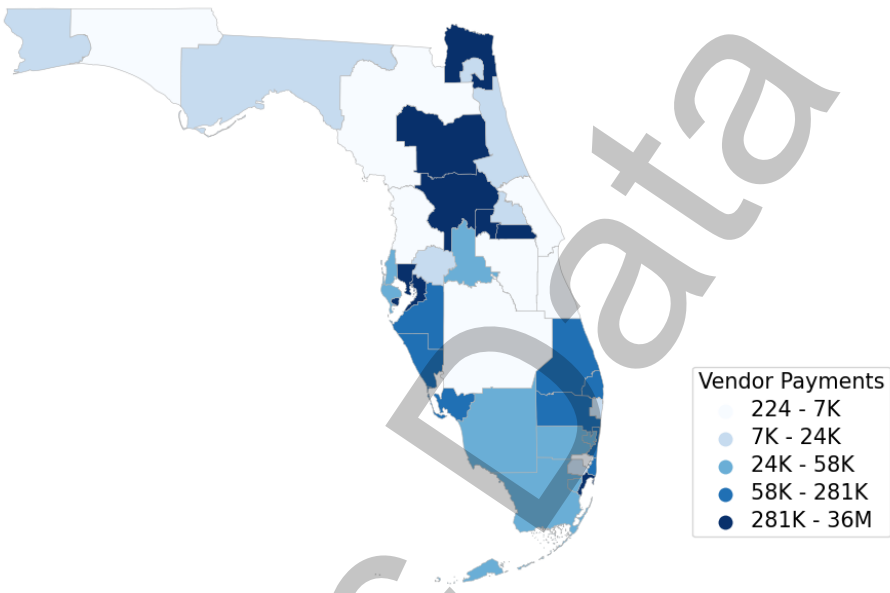 Vendor Payments
224 - 7K
7K - 24K
24K - 58K
58K - 281K
281K - 36M
Data